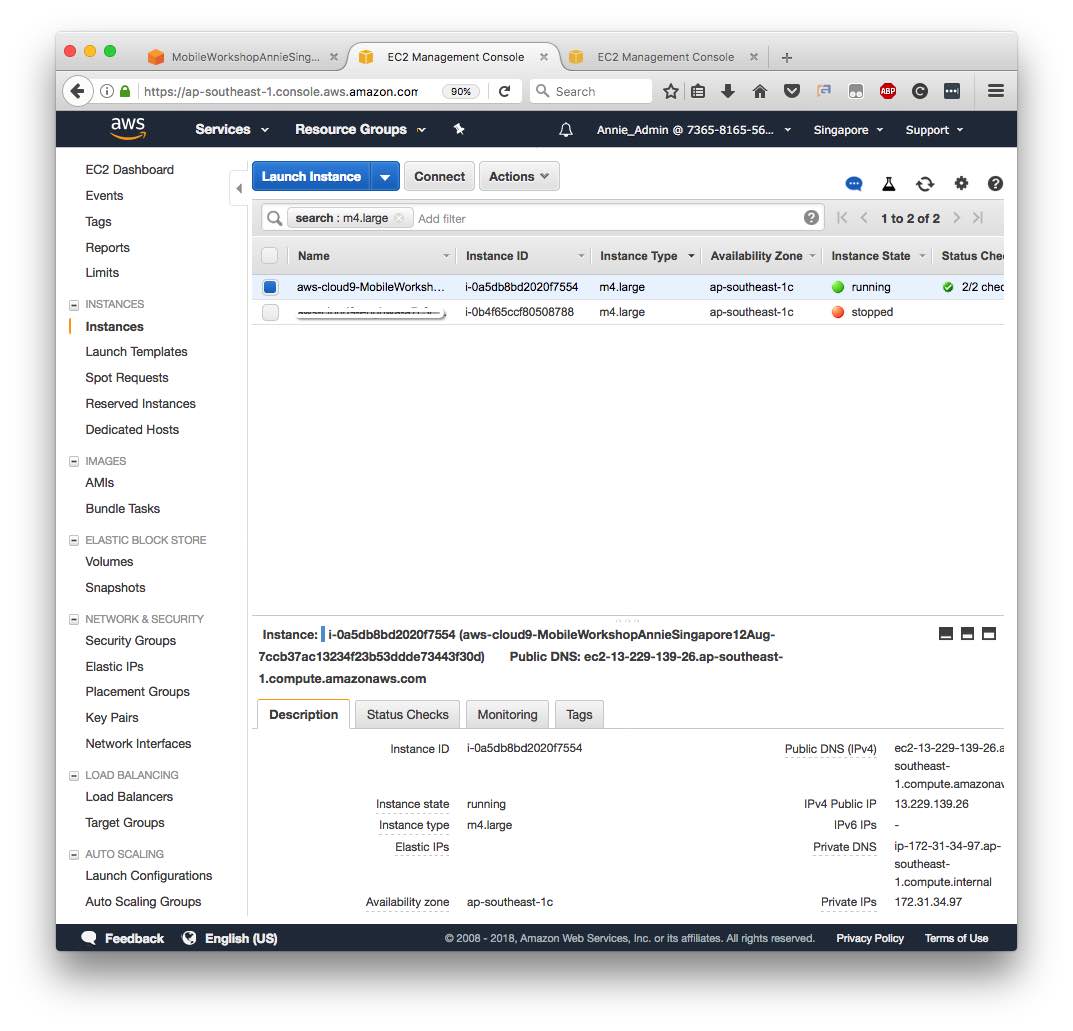 MobileWorkshopAnnieSing...
EC2 Management Console
EC2 Management Console
https://ap-southeast-1.console.aws.amazon.com
90%
Search
ABP
aws
Services
Resource Groups
Annie_Admin @ 7365-8165-56...
Singapore
Support
EC2 Dashboard
Events
Tags
Reports
Limits
INSTANCES
Instances
Launch Templates
Spot Requests
Reserved Instances
Dedicated Hosts
IMAGES
AMIs
Bundle Tasks
ELASTIC BLOCK STORE
Volumes
Snapshots
NETWORK & SECURITY
Security Groups
Elastic IPs
Placement Groups
Key Pairs
Network Interfaces
LOAD BALANCING
Load Balancers
Target Groups
AUTO SCALING
Launch Configurations
Auto Scaling Groups
Launch Instance
Connect
Actions
search : m4.large
Add filter
1 to 2 of 2
Name Instance ID Instance Type Availability Zone Instance State Status Chec
aws-cloud9-MobileWorksh... i-0a5db8bd2020f7554 m4.large ap-southeast-1c running 2/2 chec
i-0b4f65ccf80508788 m4.large ap-southeast-1c stopped
Instance: i-0a5db8bd2020f7554 (aws-cloud9-MobileWorkshopAnnieSingapore12Aug-
7ccb37ac13234f23b53ddde73443f30d) Public DNS: ec2-13-229-139-26.ap-southeast-
1.compute.amazonaws.com
Description
Status Checks
Monitoring
Tags
Instance ID i-0a5db8bd2020f7554
Instance state running
Instance type m4.large
Elastic IPs
Availability zone ap-southeast-1c
Public DNS (IPv4) ec2-13-229-139-26.a
southeast-
1.compute.amazonav
IPv4 Public IP 13.229.139.26
IPv6 IPs -
Private DNS ip-172-31-34-97.ap-
southeast-
1.compute.internal
Private IPs 172.31.34.97
Feedback
English (US)
© 2008 - 2018, Amazon Web Services, Inc. or its affiliates. All rights reserved.
Privacy Policy
Terms of Use